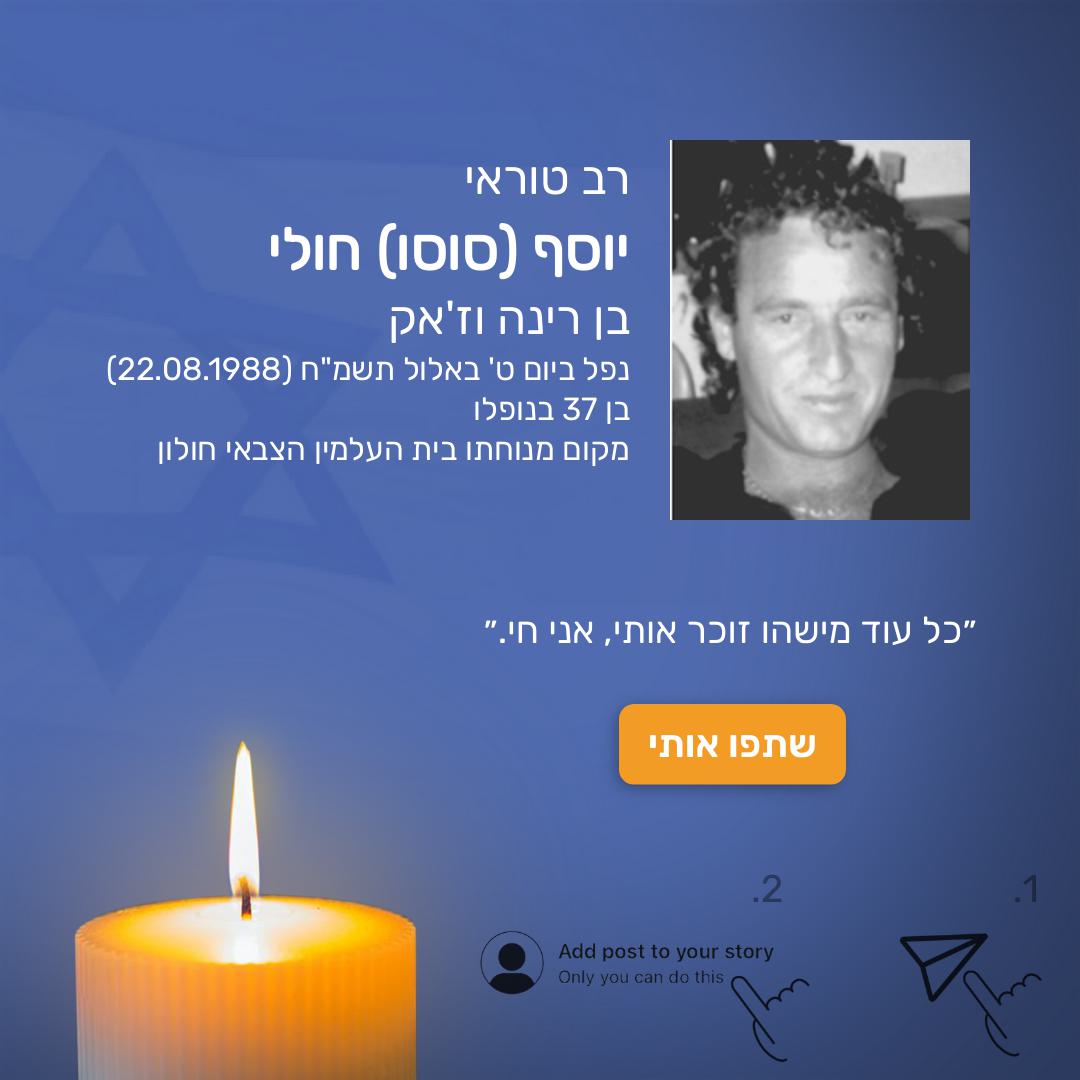 רב טוראי
יוסף (סוסו) חולי
בן רינה וז'אק
נפל ביום ט' באלול תשמ"ח (22.08.1988)
בן 37 בנופלו
מקום מנוחתו בית העלמין הצבאי חולון
״כל עוד מישהו זוכר אותי, אני חי.״
שתפו אותי
1.
2.
Add post to your story
Only you can do this